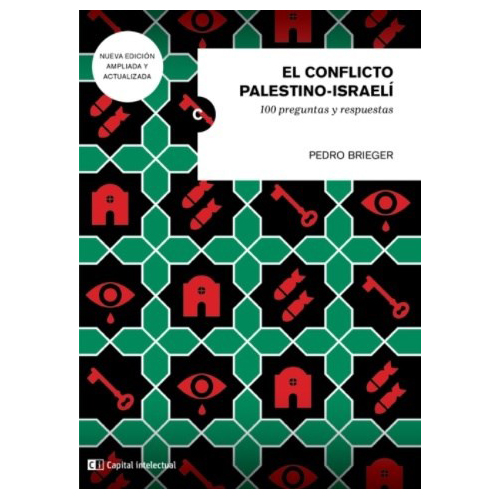 NUEVA EDICIÓN
AMPLIADA Y
ACTUALIZADA
EL CONFLICTO
PALESTINO-ISRAELÍ
100 preguntas y respuestas
C
PEDRO BRIEGER
Ci Capital intelectual